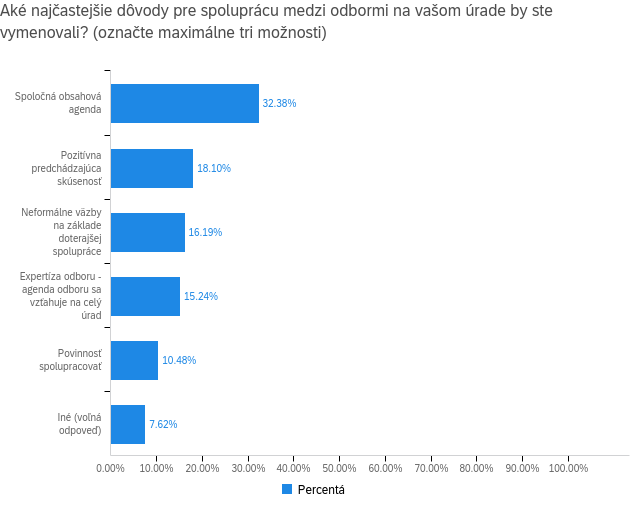 Aké najčastejšie dôvody pre spoluprácu medzi odbormi na vašom úrade by ste
vymenovali? (označte maximálne tri možnosti)
Spoločná obsahová
agenda
32.38%
Pozitívna
predchádzajúca
skúsenosť
18.10%
Neformálne väzby
na základe
doterajšej
spolupráce
16.19%
Expertíza odboru -
agenda odboru sa
vzťahuje na celý
úrad
15.24%
Povinnosť
spolupracovať
10.48%
Iné (voľná
odpoveď)
7.62%
0.00% 10.00% 20.00% 30.00% 40.00% 50.00% 60.00% 70.00% 80.00% 90.00% 100.00%
Percentá